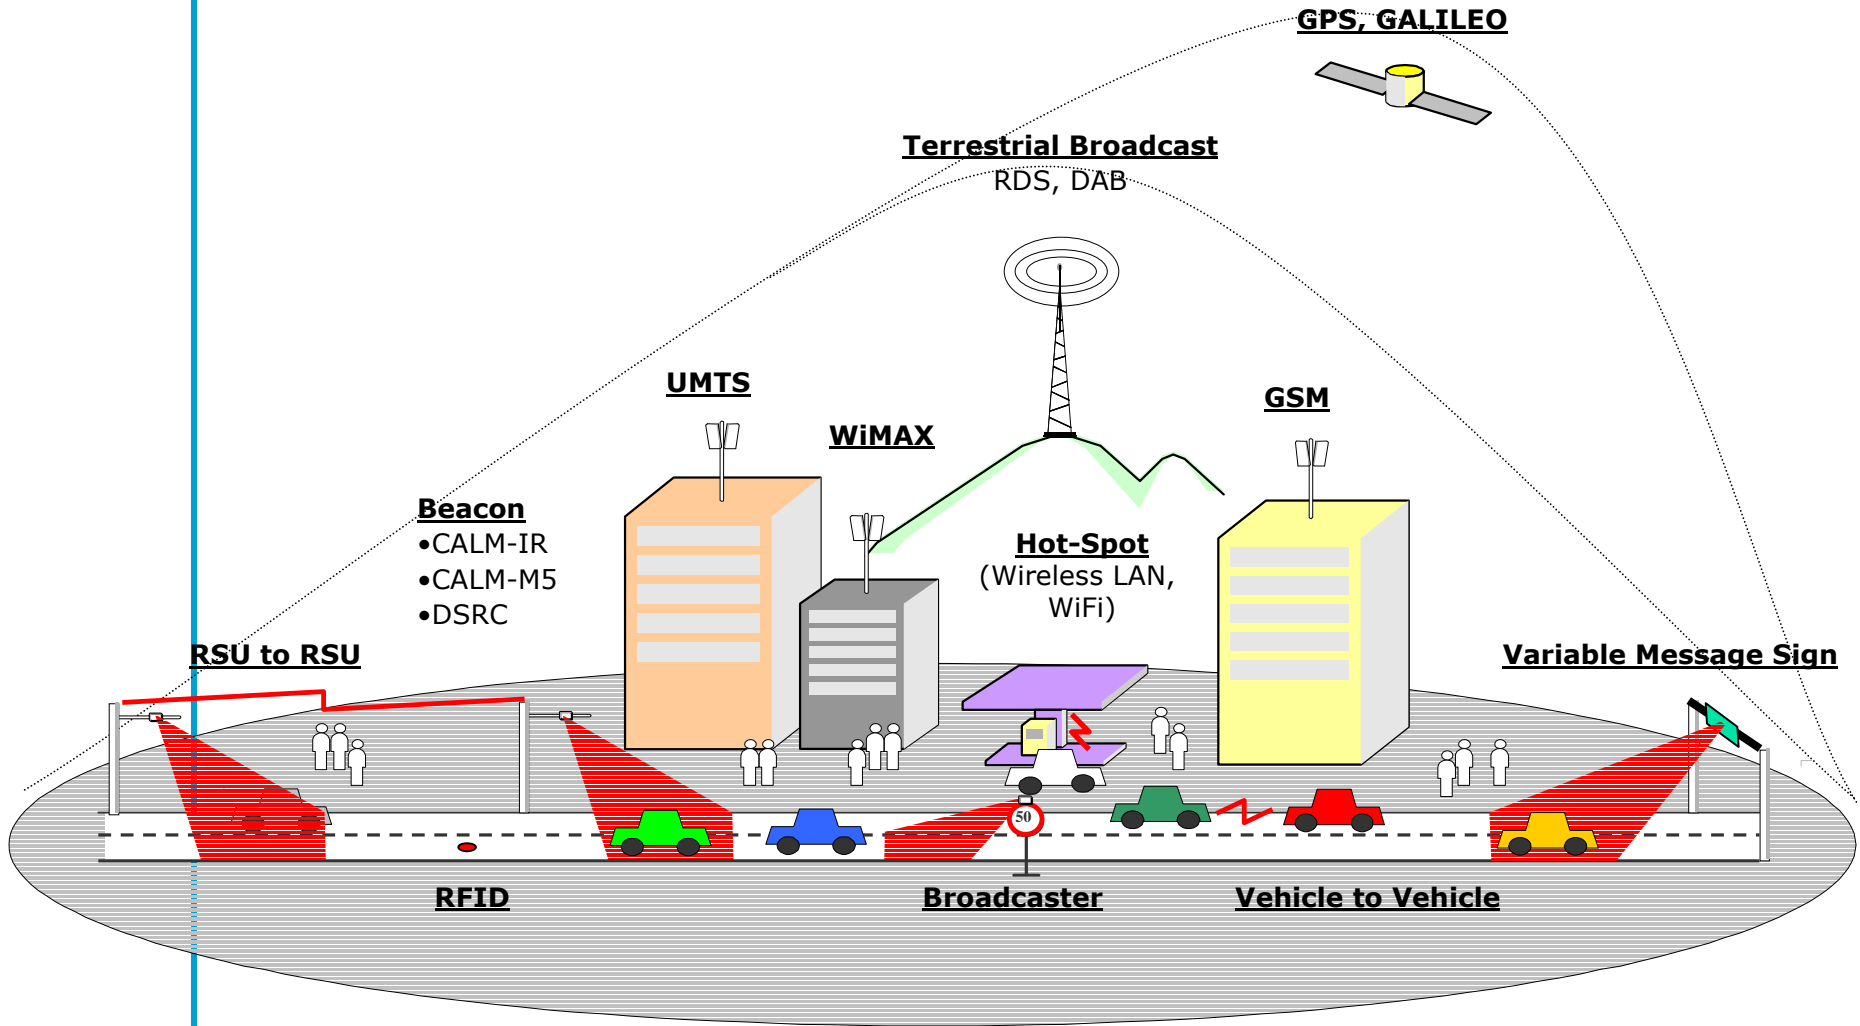 GPS, GALILEO
Terrestrial Broadcast
RDS, DAB
UMTS
GSM
WiMAX
Beacon
•CALM-IR
•CALM-M5
•DSRC
Hot-Spot
(Wireless LAN,
WiFi)
RSU to RSU
Variable Message Sign
50
RFID
Broadcaster
Vehicle to Vehicle